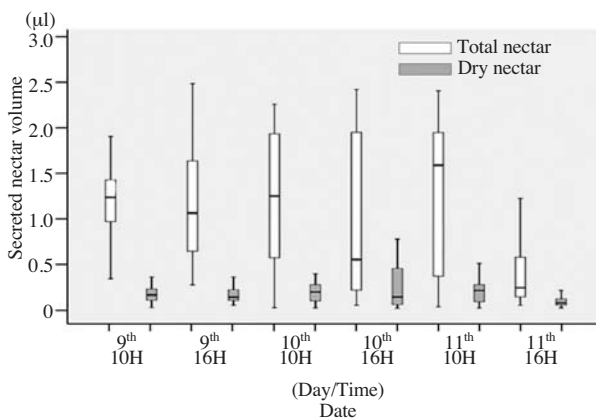 (µl)
3.0
2.5
2.0
1.5
1.0
0.5
0
Secreted nectar volume
Total nectar
Dry nectar
9th 9th 10th 10th 11th 11th
10H 16H 10H 16H 10H 16H
(Day/Time)
Date